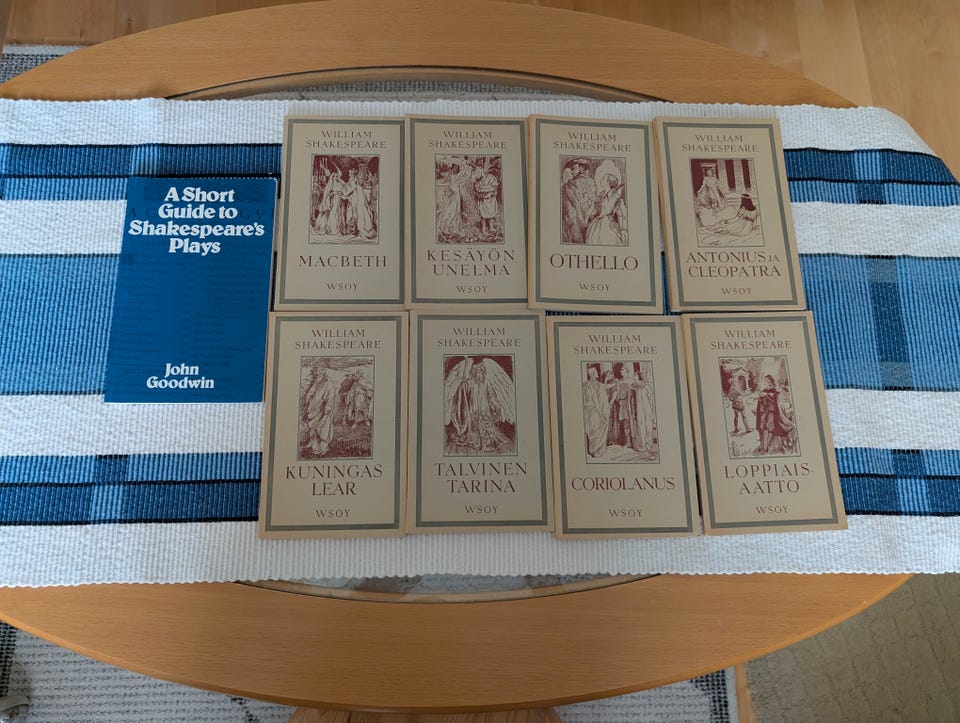 A Short
Guide to
Shakespeare's
Plays
John
Goodwin
WILLIAM
SHAKESPEARE
MACBETH
WSOY
WILLIAM
SHAKESPEARE
KESÄYÖN
UNELMA
WSOY
WILLIAM
SHAKESPEARE
OTHELLO
WSOY
WILLIAM
SHAKESPEARE
ANTONIUS JA
CLEOPATRA
WSOY
WILLIAM
SHAKESPEARE
KUNINGAS
LEAR
WSOY
WILLIAM
SHAKESPEARE
TALVINEN
TARINA
WSOY
WILLIAM
SHAKESPEARE
CORIOLANUS
WSOY
WILLIAM
SHAKESPEARE
LOPPIAIS-
AATTO
WSOY